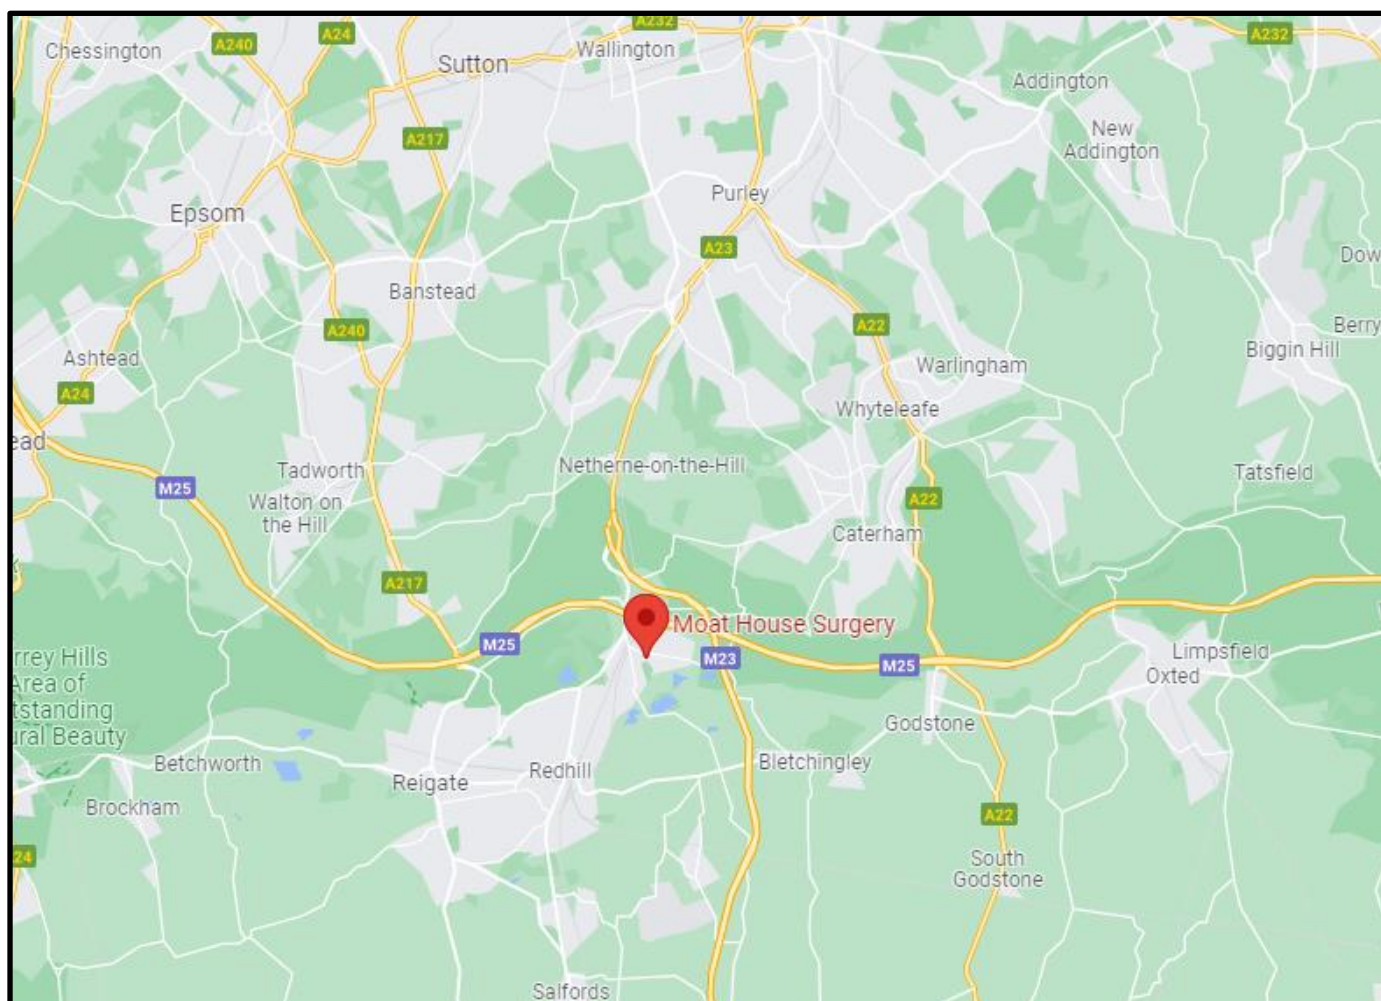 A232
A24
A240
Chessington
Wallington
Sutton
A232
Addington
A217
New
Addington
Purley
Epsom
A23
Dow
Banstead
A22
A240
Berry
Ashtead
Biggin Hill
Warlingham
A24
Whyteleafe
ead
Netherne-on-the-Hill
Tadworth
Tatsfield
M25
Walton on
the Hill
A22
Caterham
A217
Moat House Surgery
M25
M23
M25
Limpsfield
Oxted
rrey Hills
Area of
tstanding
ural Beauty
Godstone
Betchworth
Bletchingley
Redhill
Reigate
Brockham
A22
24
South
Godstone
Salfords